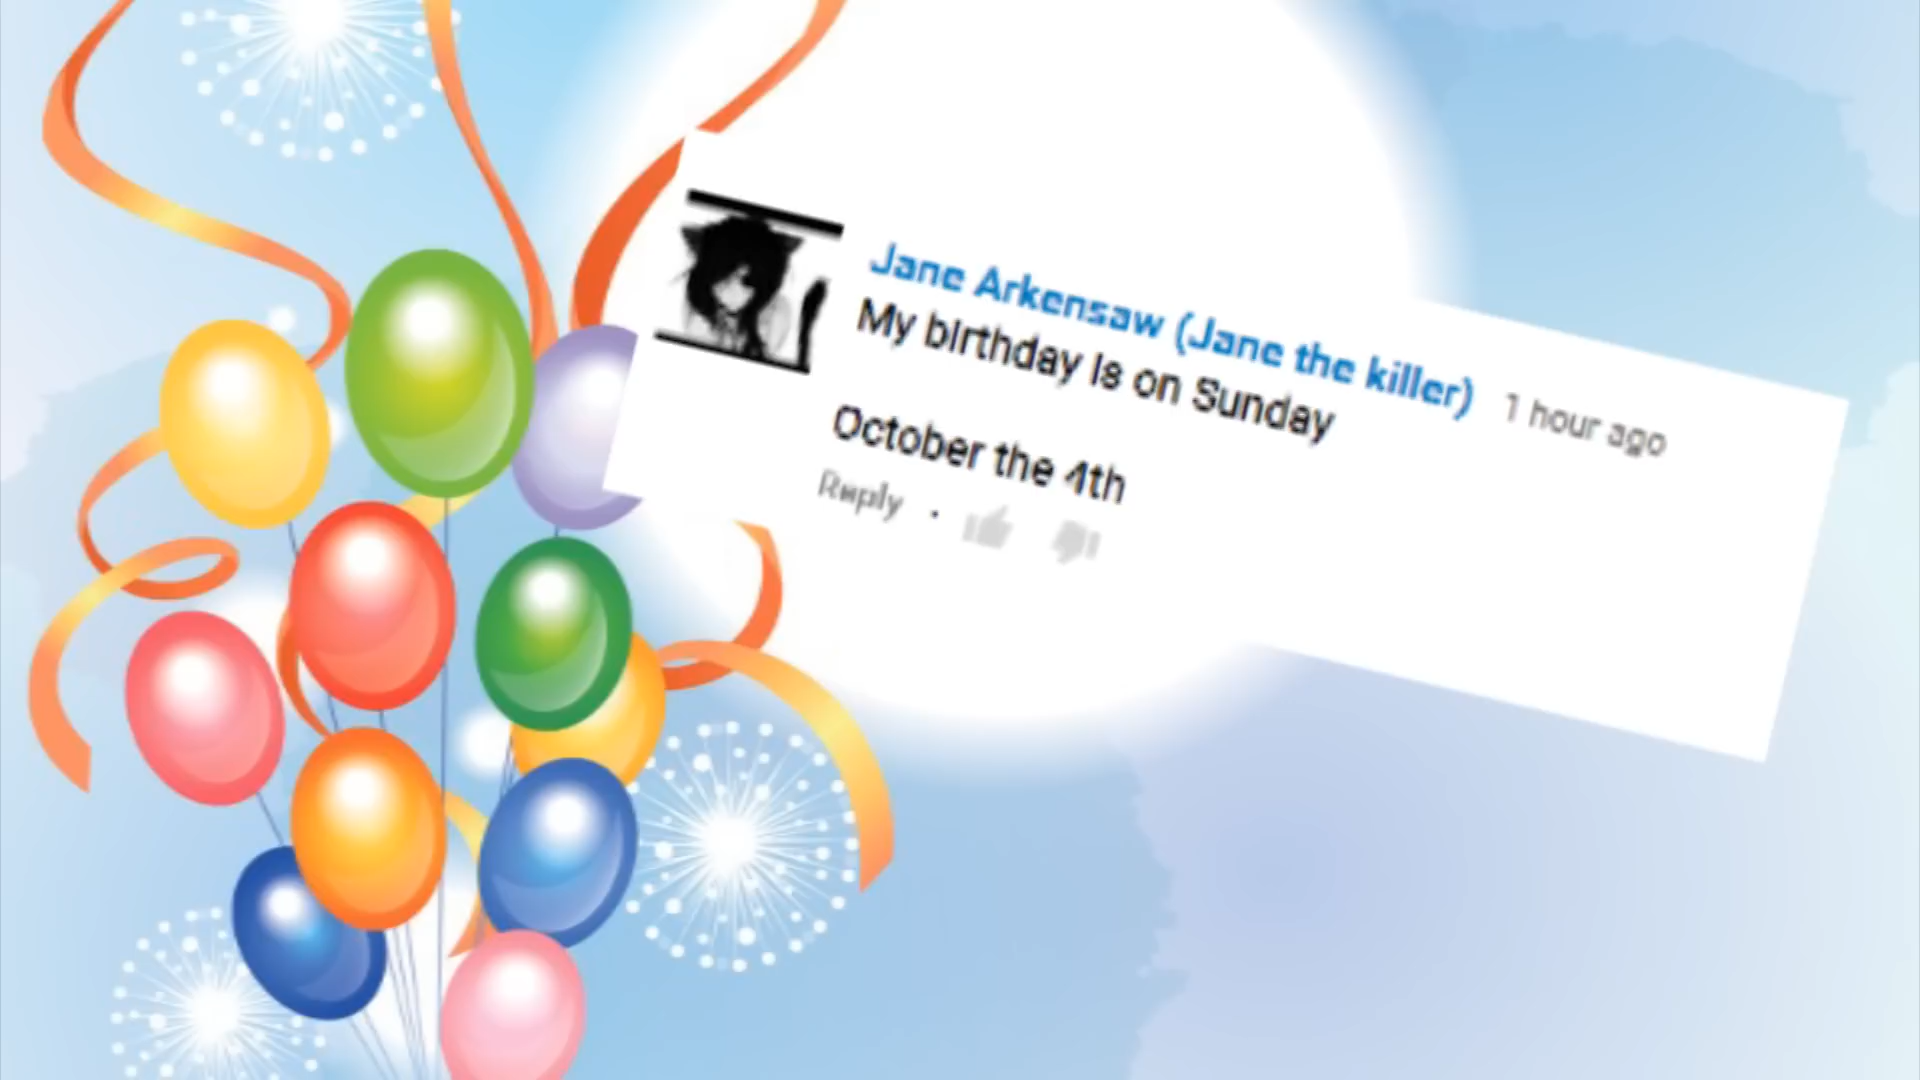 Jane Arkensaw (Jane the killer) 1 hour ago
My birthday is on Sunday
October the 4th
Reply ·